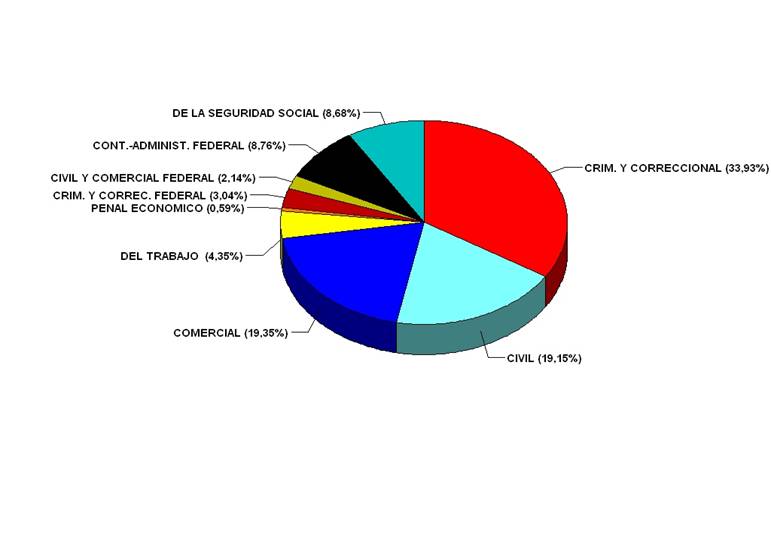 DE LA SEGURIDAD SOCIAL (8,68%)
CONT.-ADMINIST. FEDERAL (8,76%)
CRIM. Y CORRECCIONAL (33,93%)
CIVIL Y COMERCIAL FEDERAL (2,14%)
CRIM. Y CORREC. FEDERAL (3,04%)
PENAL ECONOMICO (0,59%)
DEL TRABAJO (4,35%)
COMERCIAL (19,35%)
CIVIL (19,15%)